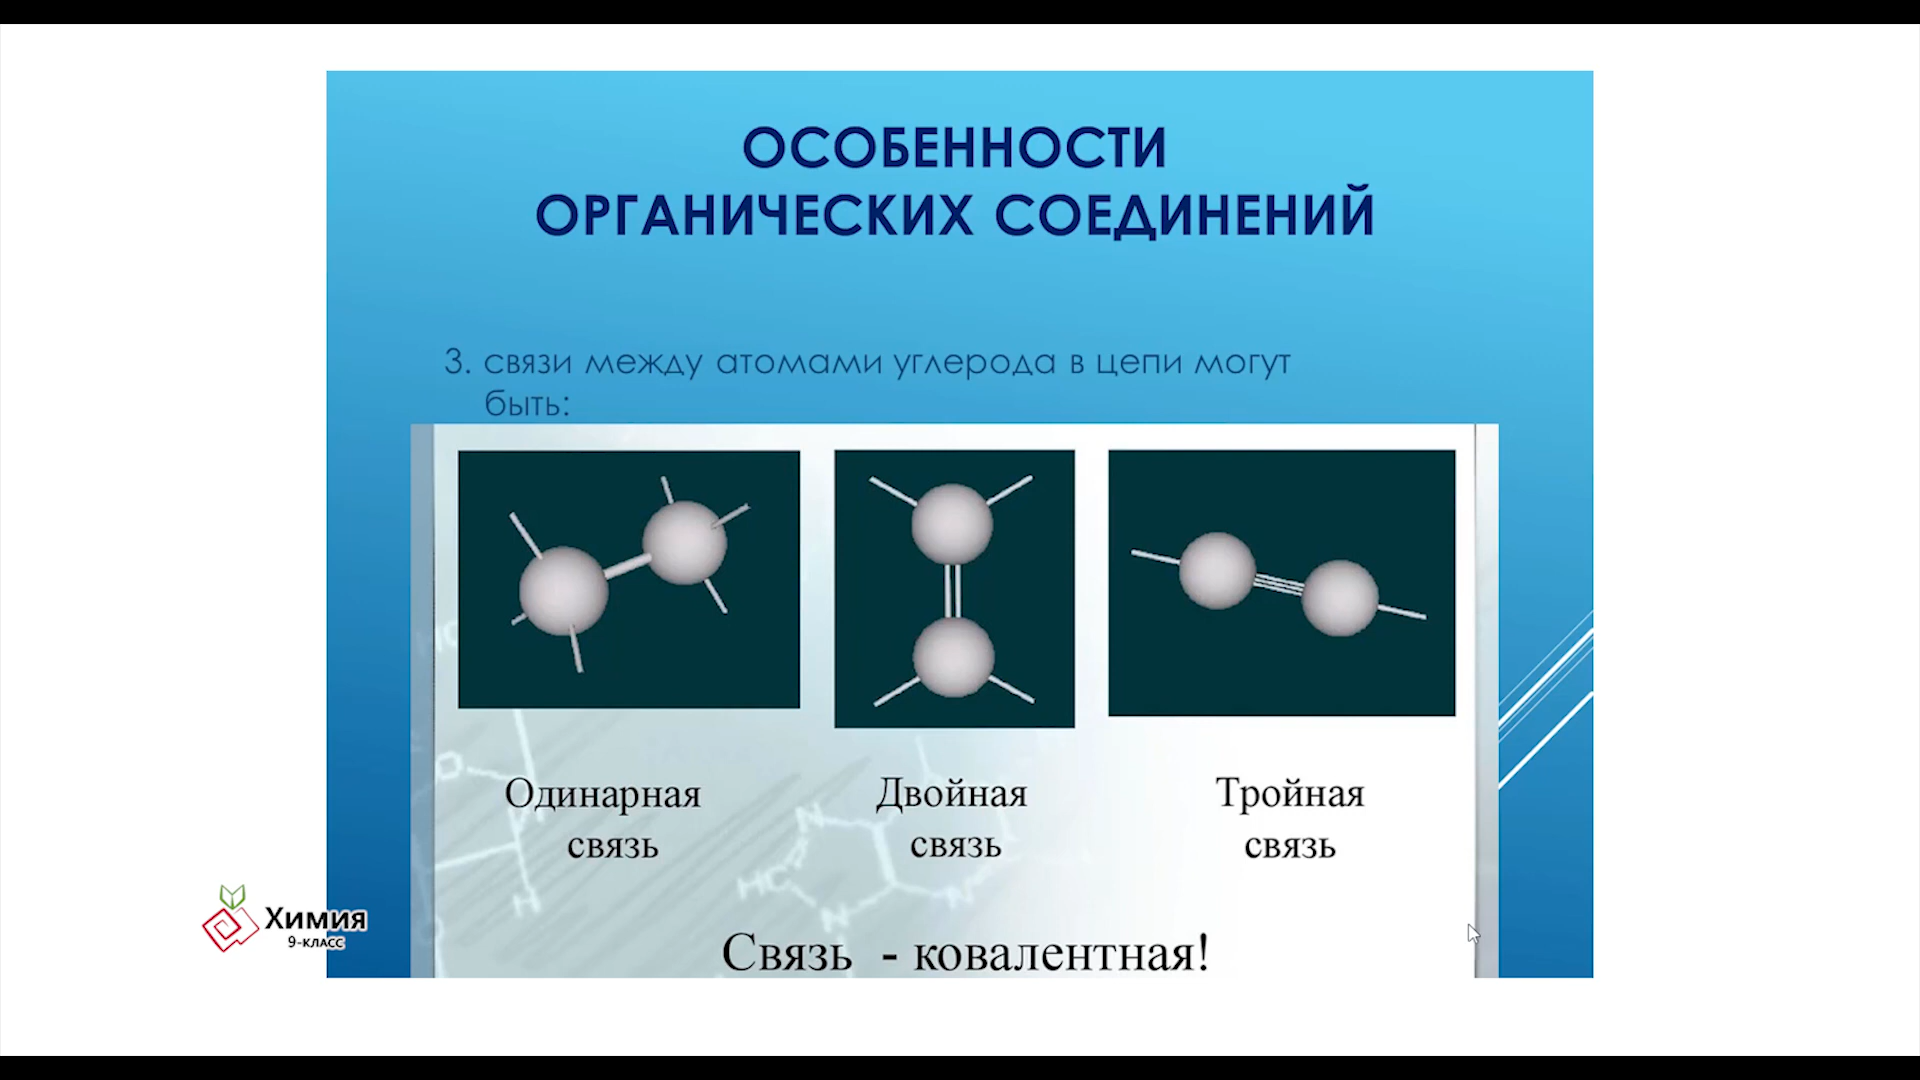 ОСОБЕННОСТИ
ОРГАНИЧЕСКИХ СОЕДИНЕНИЙ
3. связи между атомами углерода в цепи могут
быть:
Одинарная
связь
Двойная
связь
Тройная
связь
Связь - ковалентная!
Химия
9-класс
O
H
N
HC
N
N